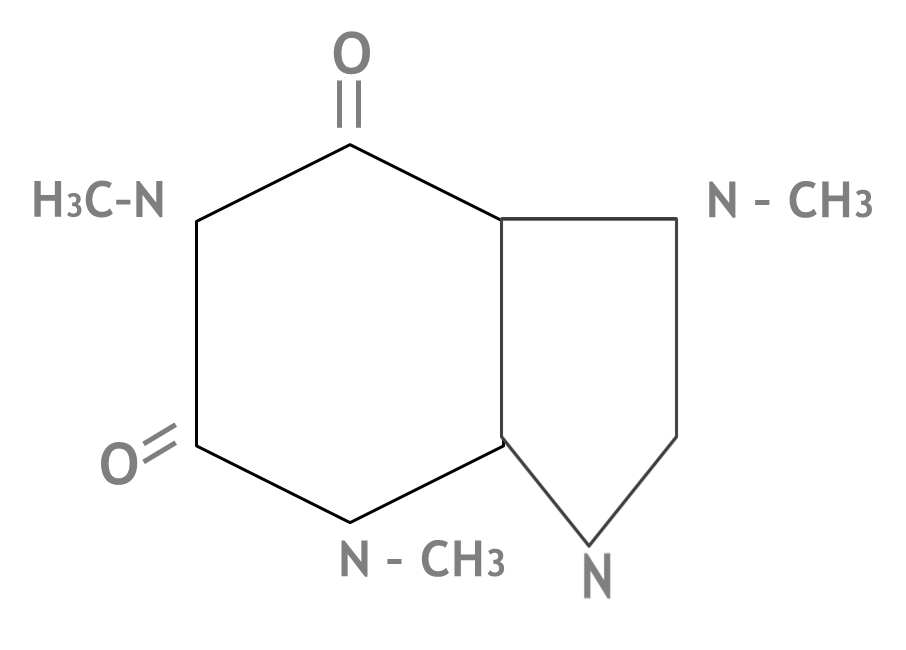 O
H3C-N
N - CH3
O
N - CH3
N